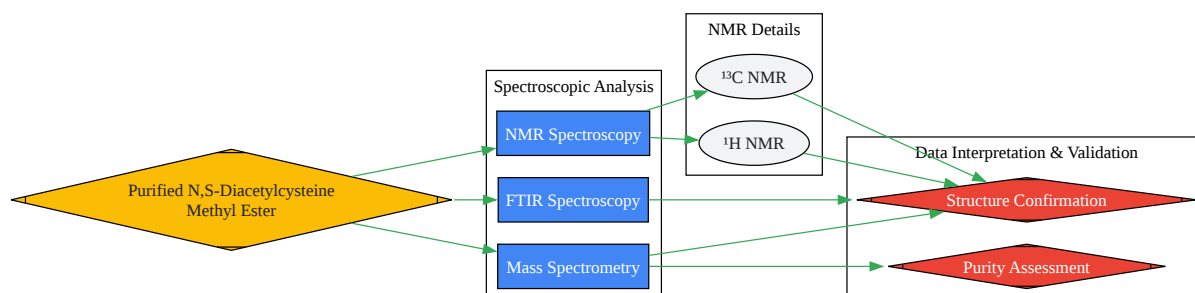 NMR Details
¹³C NMR
¹H NMR
Spectroscopic Analysis
NMR Spectroscopy
FTIR Spectroscopy
Mass Spectrometry
Purified N,S-Diacetylcysteine
Methyl Ester
Data Interpretation & Validation
Structure Confirmation
Purity Assessment